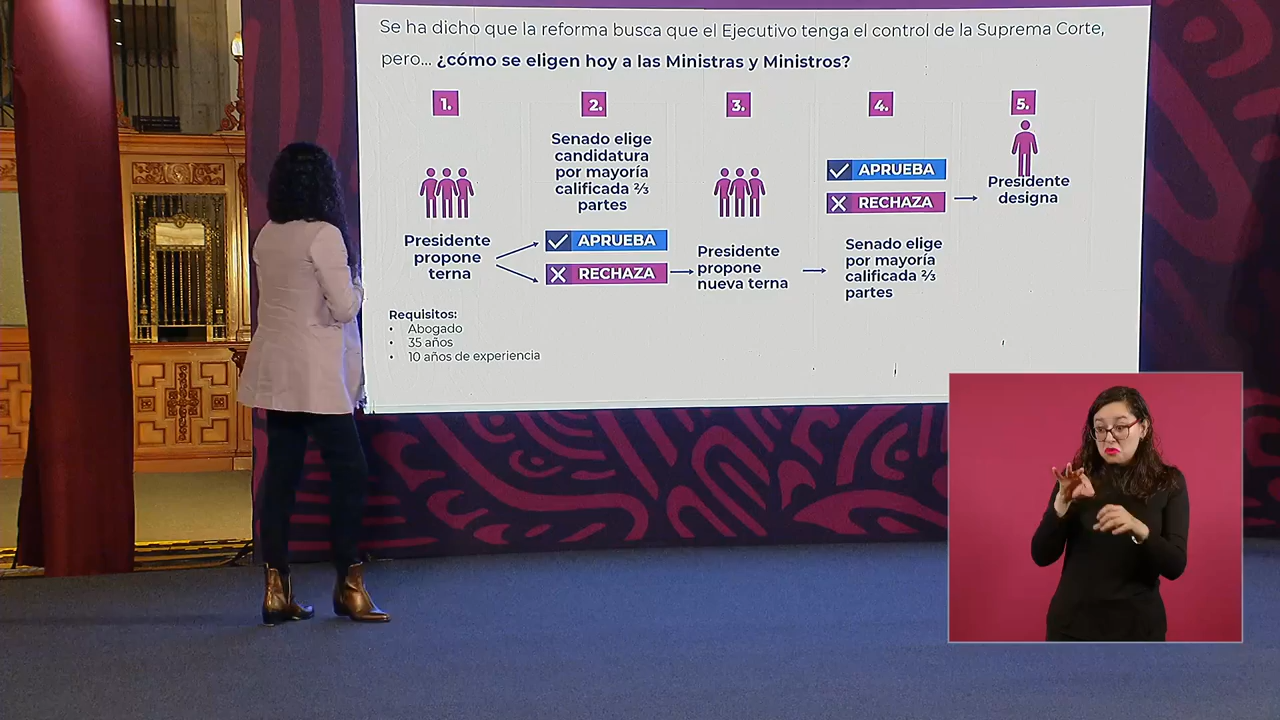 Se ha dicho que la reforma busca que el Ejecutivo tenga el control de la Suprema Corte,
pero... ¿cómo se eligen hoy a las Ministras y Ministros?
1.
Presidente
propone
terna
2.
Senado elige
candidatura
por mayoría
calificada ⅔
partes
APRUEBA
RECHAZA
3.
Presidente
propone
nueva terna
4.
APRUEBA
RECHAZA
Senado elige
por mayoría
calificada ⅔
partes
5.
Presidente
designa
Requisitos:
• Abogado
• 35 años
• 10 años de experiencia